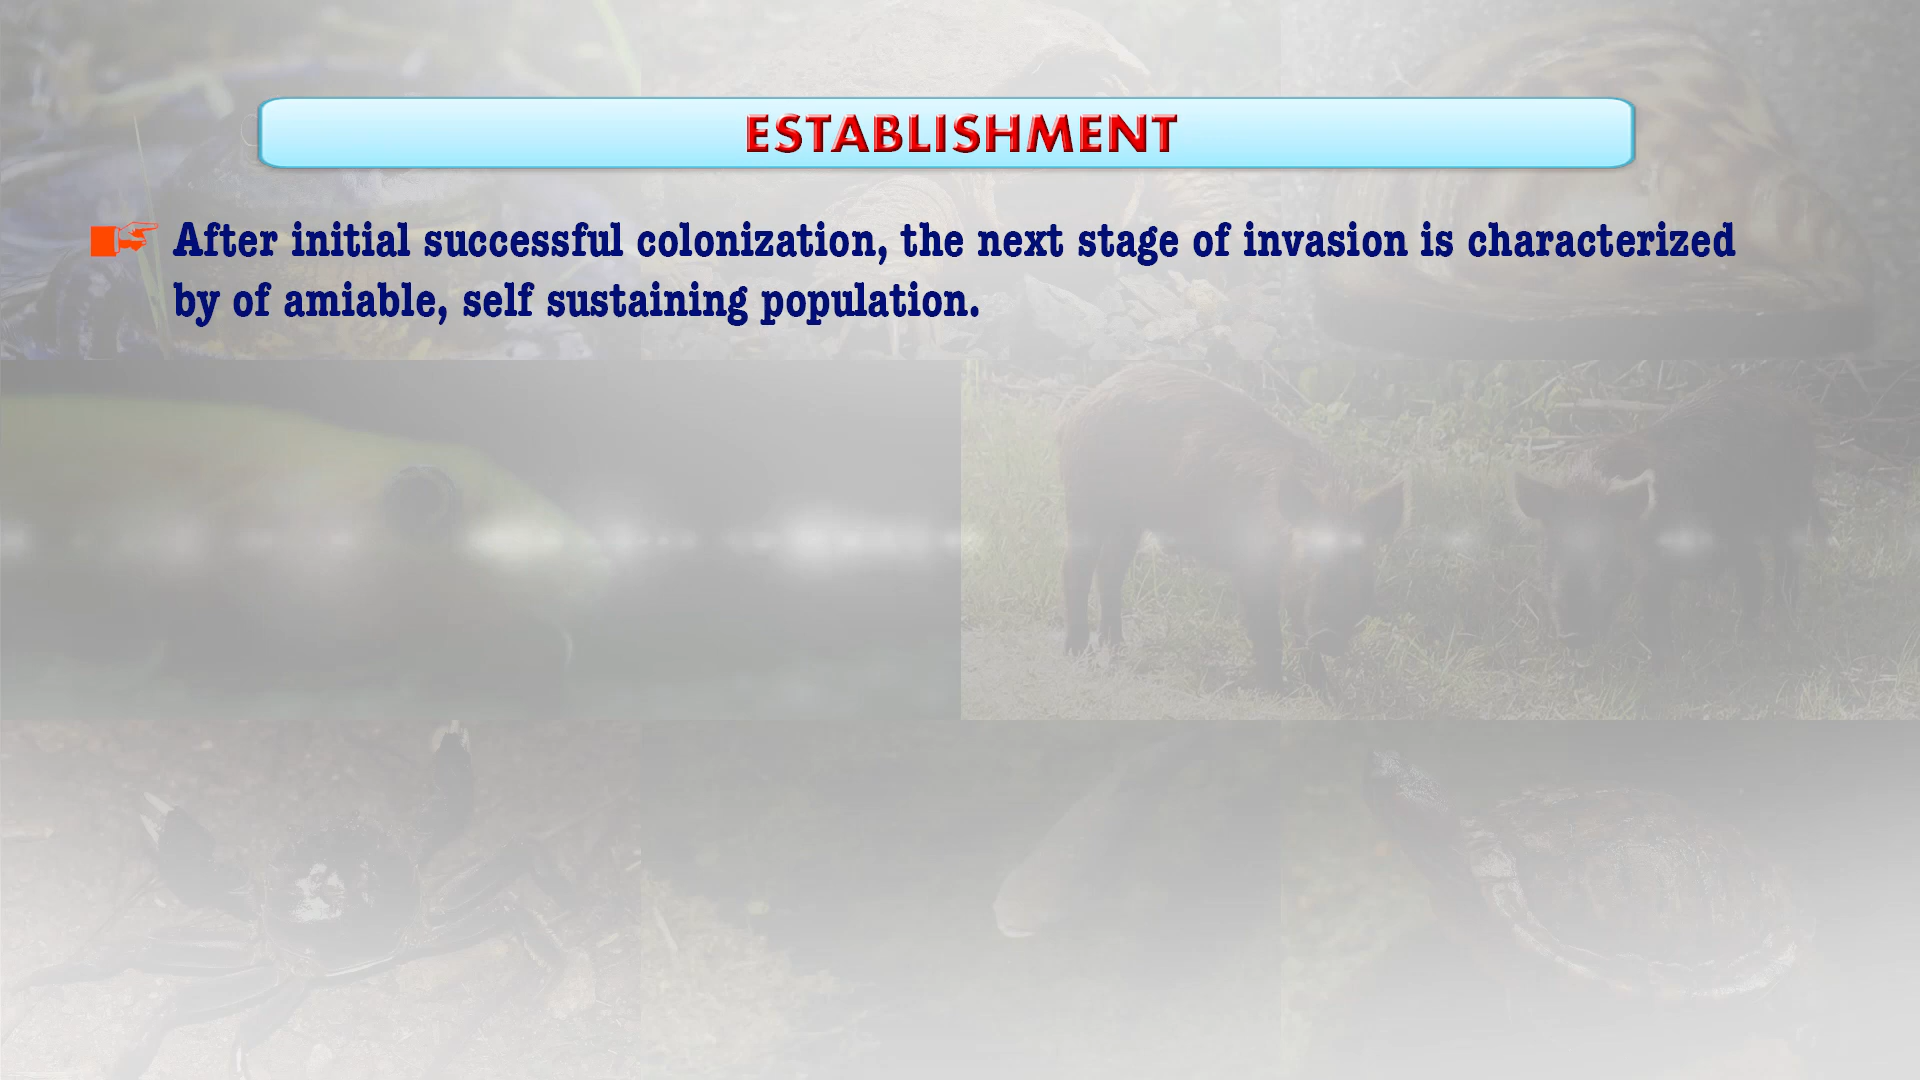 ESTABLISHMENT
After initial successful colonization, the next stage of invasion is characterized
by of amiable, self sustaining population.